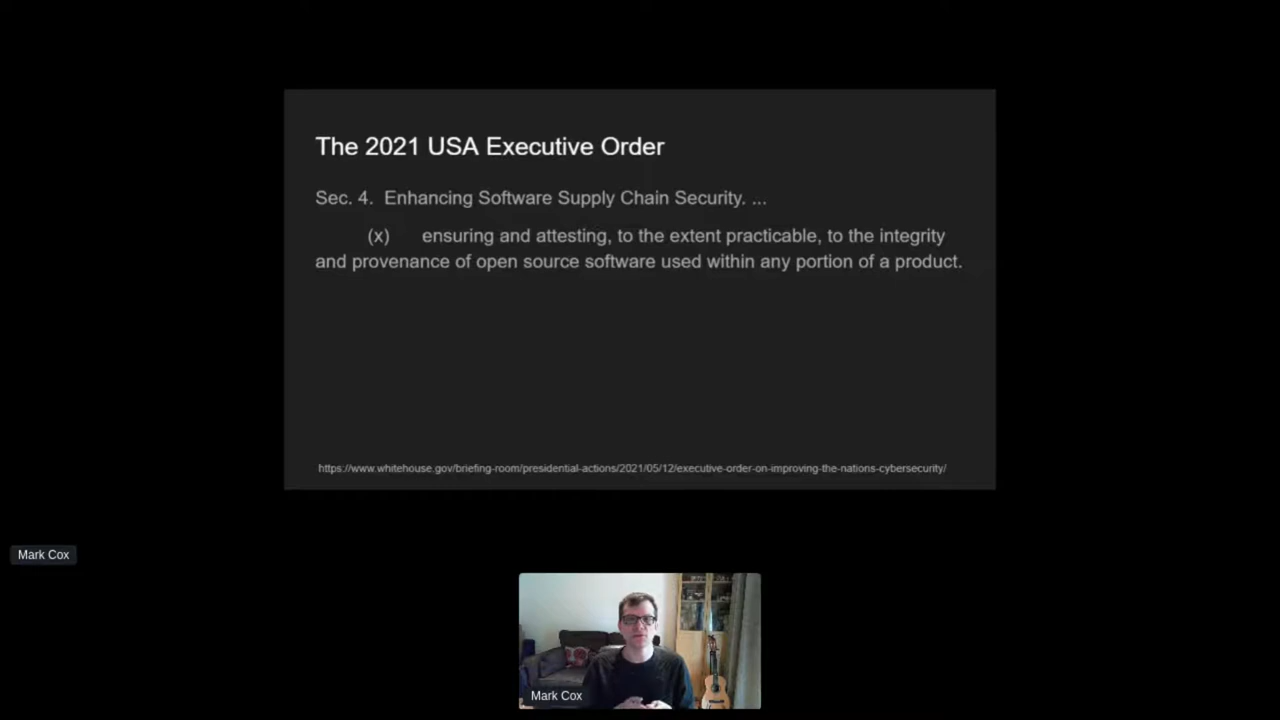 The 2021 USA Executive Order
Sec. 4. Enhancing Software Supply Chain Security. ...
(x) ensuring and attesting, to the extent practicable, to the integrity
and provenance of open source software used within any portion of a product.
https://www.whitehouse.gov/briefing-room/presidential-actions/2021/05/12/executive-order-on-improving-the-nations-cybersecurity/
Mark Cox
Mark Cox